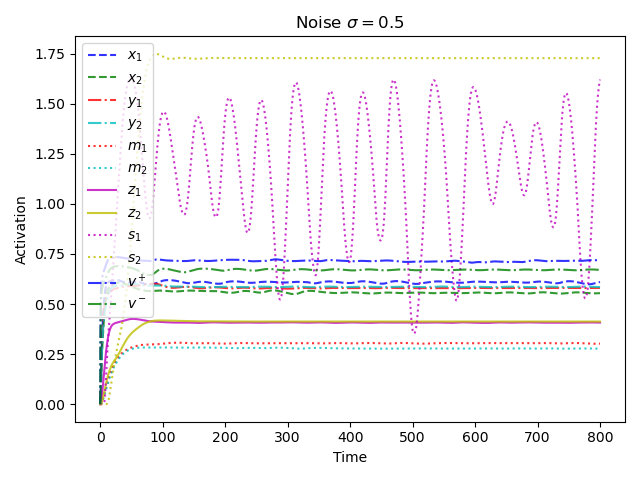 Noise σ = 0.5
Activation
1.75
1.50
1.25
1.00
0.75
0.50
0.25
0.00
x₁
x₂
y₁
y₂
m₁
m₂
z₁
z₂
s₁
s₂
v⁺
v⁻
0 100 200 300 400 500 600 700 800
Time